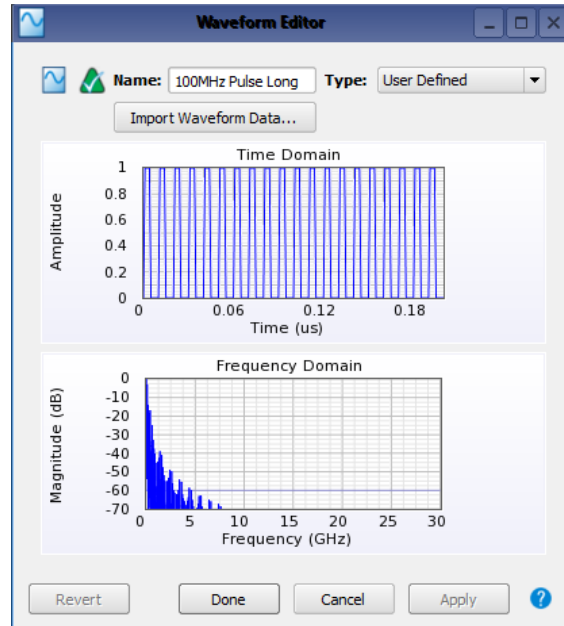 Waveform Editor
Name: 100MHz Pulse Long Type: User Defined
Import Waveform Data...
Time Domain
Amplitude
1
0.8
0.6
0.4
0.2
0
0 0.06 0.12 0.18
Time (us)
Frequency Domain
Magnitude (dB)
0
-10
-20
-30
-40
-50
-60
-70
0 5 10 15 20 25 30
Frequency (GHz)
Revert Done Cancel Apply ?